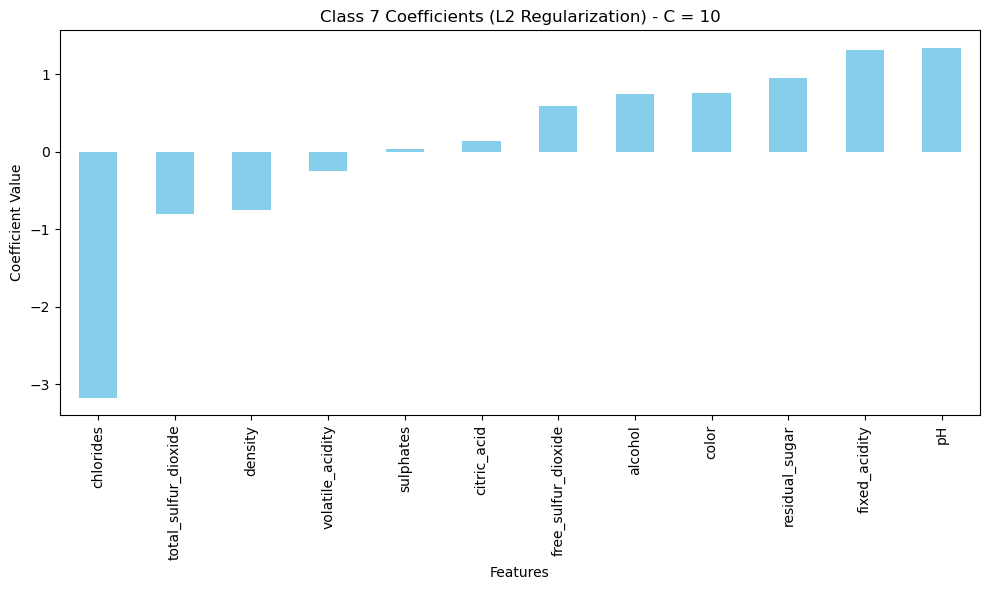 Class 7 Coefficients (L2 Regularization) - C = 10
Coefficient Value
1
0
−1
−2
−3
chlorides
total_sulfur_dioxide
density
volatile_acidity
sulphates
citric_acid
free_sulfur_dioxide
alcohol
color
residual_sugar
fixed_acidity
pH
Features